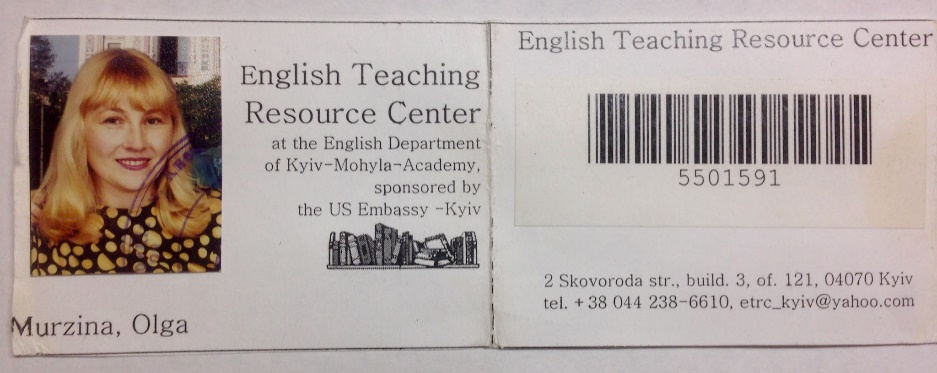 English Teaching
Resource Center
at the English Department
of Kyiv-Mohyla-Academy,
sponsored by
the US Embassy -Kyiv
Murzina, Olga
English Teaching Resource Center
5501591
2 Skovoroda str., build. 3, of. 121, 04070 Kyiv
tel. +38 044 238-6610, etrc_kyiv@yahoo.com